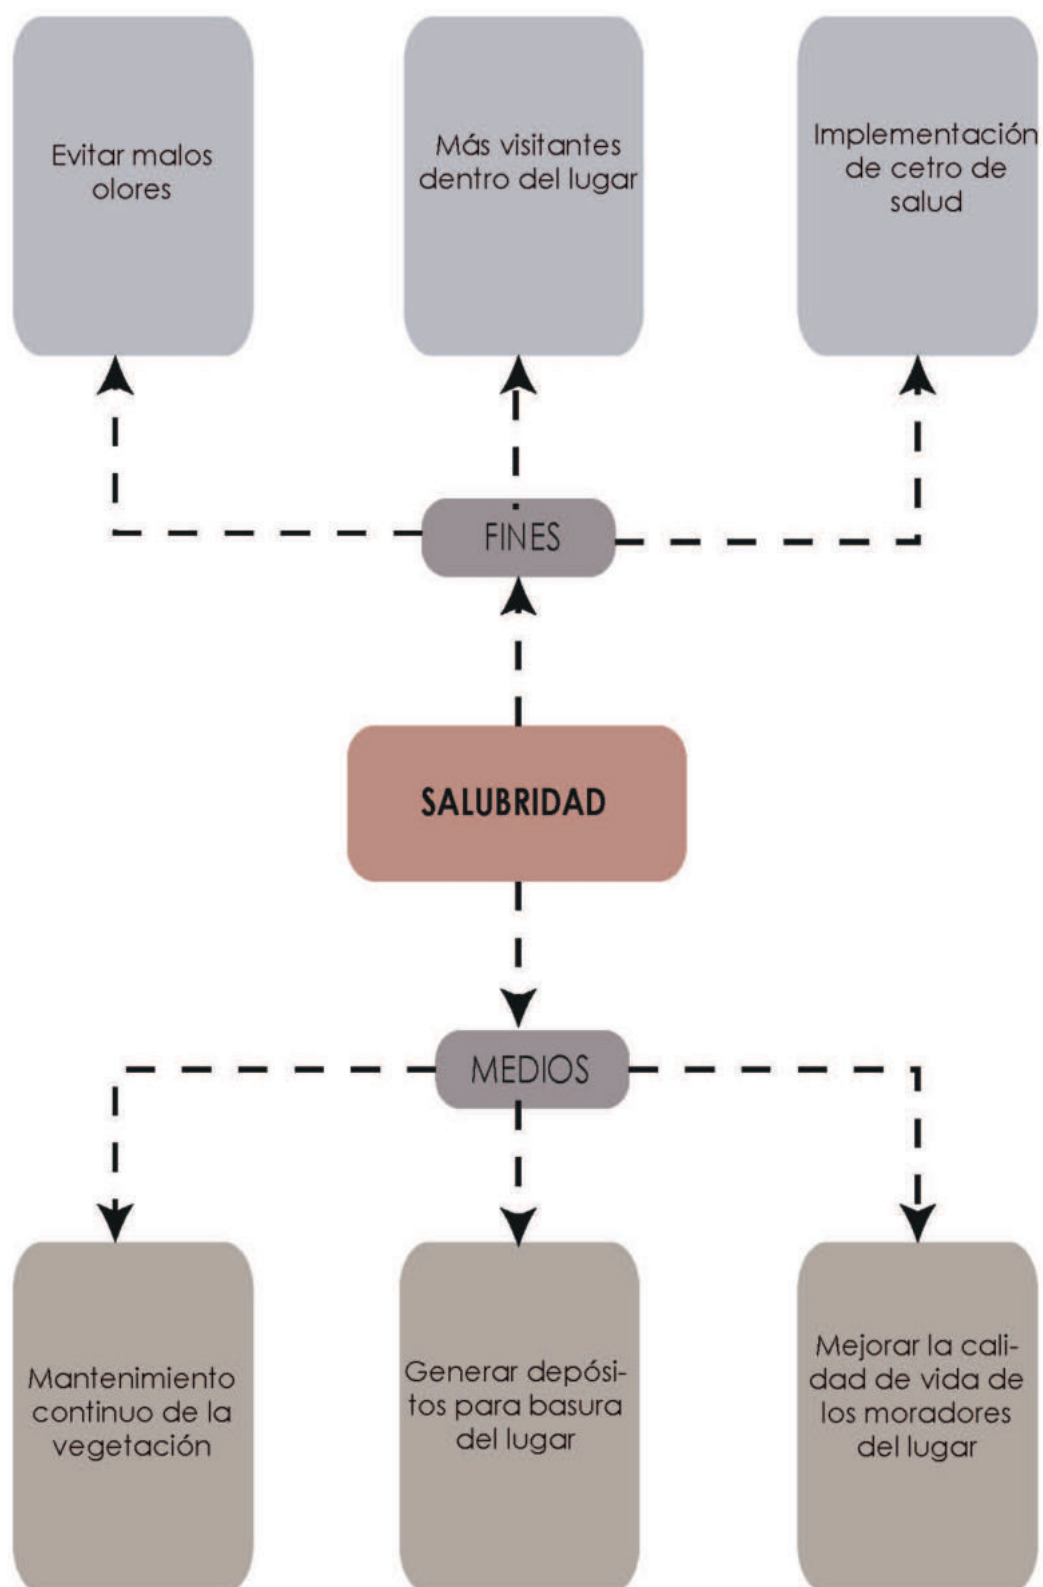 Evitar malos
olores
Más visitantes
dentro del lugar
Implementación
de cetro de
salud
FINES
SALUBRIDAD
MEDIOS
Mantenimiento
continuo de la
vegetación
Generar depósi-
tos para basura
del lugar
Mejorar la cali-
dad de vida de
los moradores
del lugar